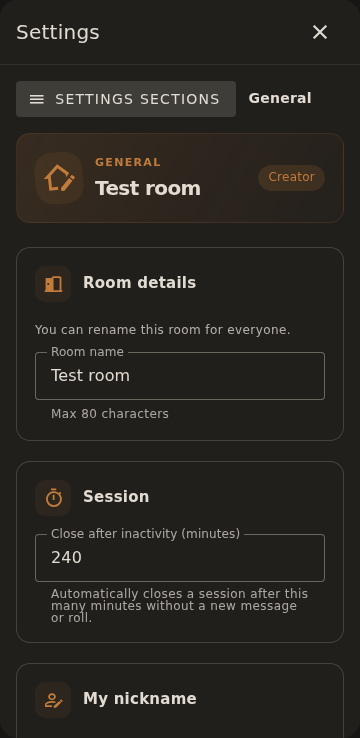 Settings
SETTINGS SECTIONS
General
GENERAL
Test room
Creator
Room details
You can rename this room for everyone.
Room name
Test room
Max 80 characters
Session
Close after inactivity (minutes)
240
Automatically closes a session after this
many minutes without a new message
or roll.
My nickname